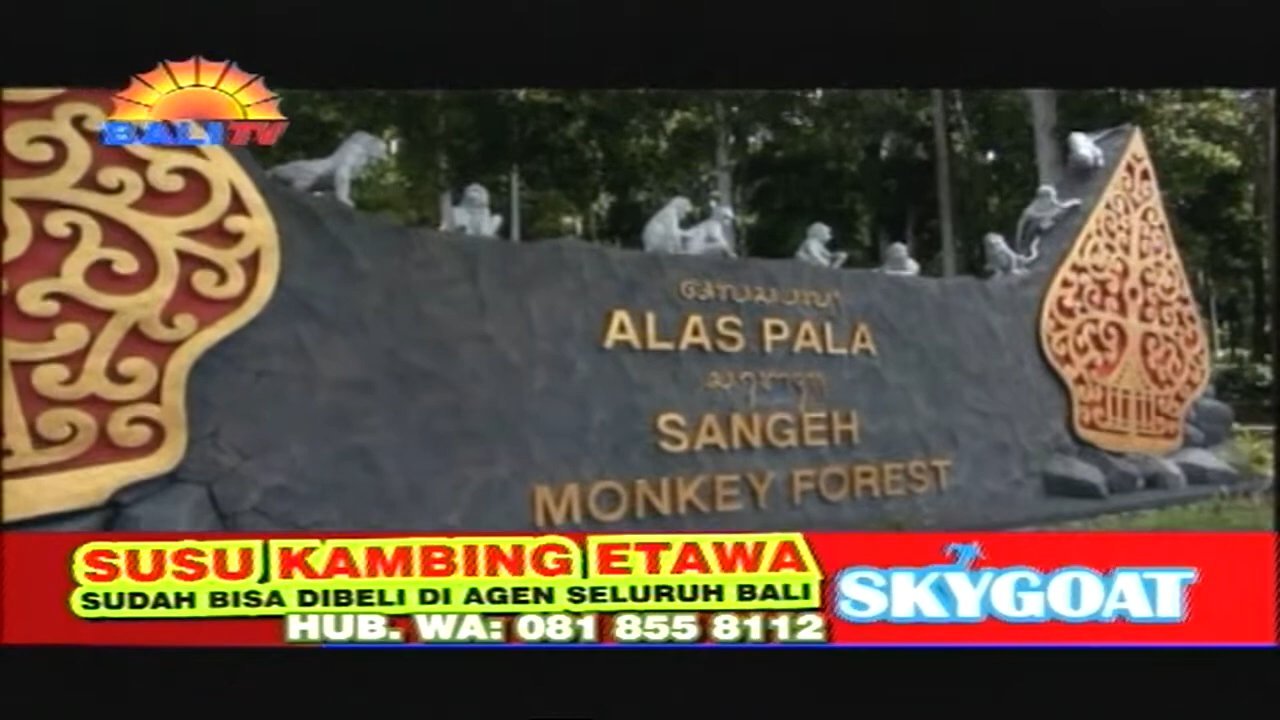 BALI TV
ALAS PALA
SANGEH
MONKEY FOREST
SUSU KAMBING ETAWA
SUDAH BISA DIBELI DI AGEN SELURUH BALI
HUB. WA: 081 855 8112
SKYGOAT